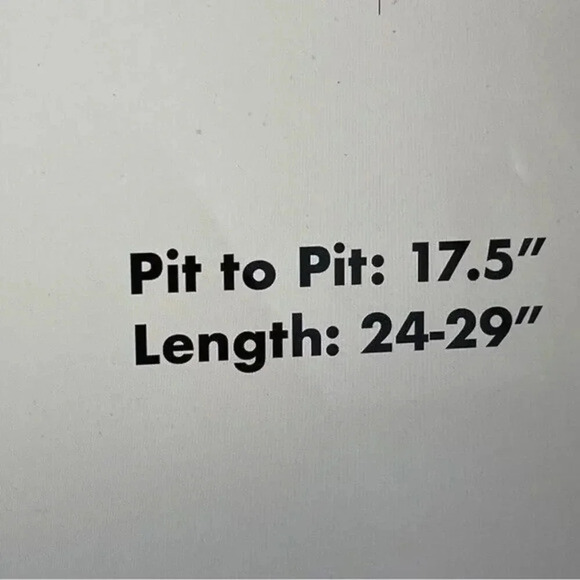 Pit to Pit: 17.5"
Length: 24-29"